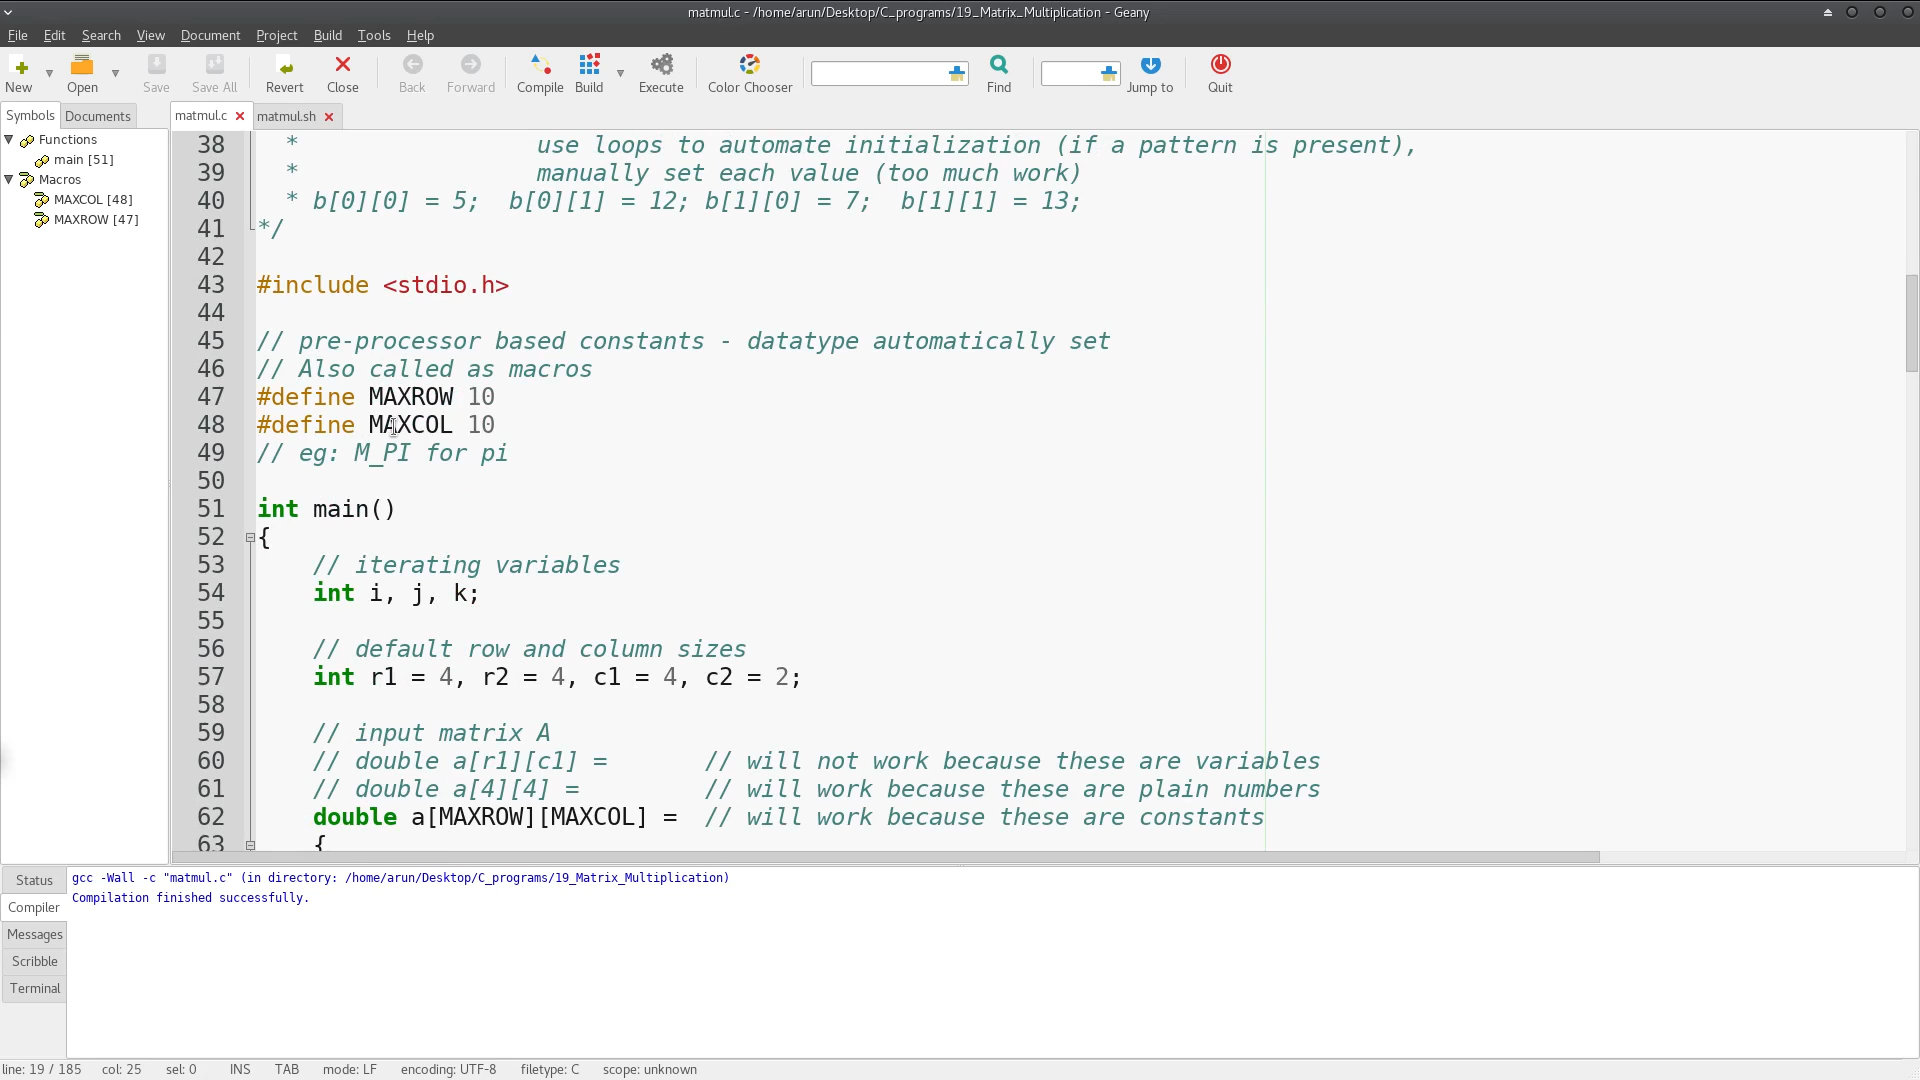 matmul.c - /home/arun/Desktop/C_programs/19_Matrix_Multiplication - Geany
File Edit Search View Document Project Build Tools Help
New Open Save Save All Revert Close Back Forward Compile Build Execute Color Chooser Find Jump to Quit
Symbols Documents
matmul.c matmul.sh
Functions
main [51]
Macros
MAXCOL [48]
MAXROW [47]
38 * use loops to automate initialization (if a pattern is present),
39 * manually set each value (too much work)
40 * b[0][0] = 5; b[0][1] = 12; b[1][0] = 7; b[1][1] = 13;
41 */
42
43 #include <stdio.h>
44
45 // pre-processor based constants - datatype automatically set
46 // Also called as macros
47 #define MAXROW 10
48 #define MAXCOL 10
49 // eg: M_PI for pi
50
51 int main()
52 {
53 // iterating variables
54 int i, j, k;
55
56 // default row and column sizes
57 int r1 = 4, r2 = 4, c1 = 4, c2 = 2;
58
59 // input matrix A
60 // double a[r1][c1] = // will not work because these are variables
61 // double a[4][4] = // will work because these are plain numbers
62 double a[MAXROW][MAXCOL] = // will work because these are constants
63 {
Status
Compiler
Messages
Scribble
Terminal
gcc -Wall -c "matmul.c" (in directory: /home/arun/Desktop/C_programs/19_Matrix_Multiplication)
Compilation finished successfully.
line: 19 / 185 col: 25 sel: 0 INS TAB mode: LF encoding: UTF-8 filetype: C scope: unknown